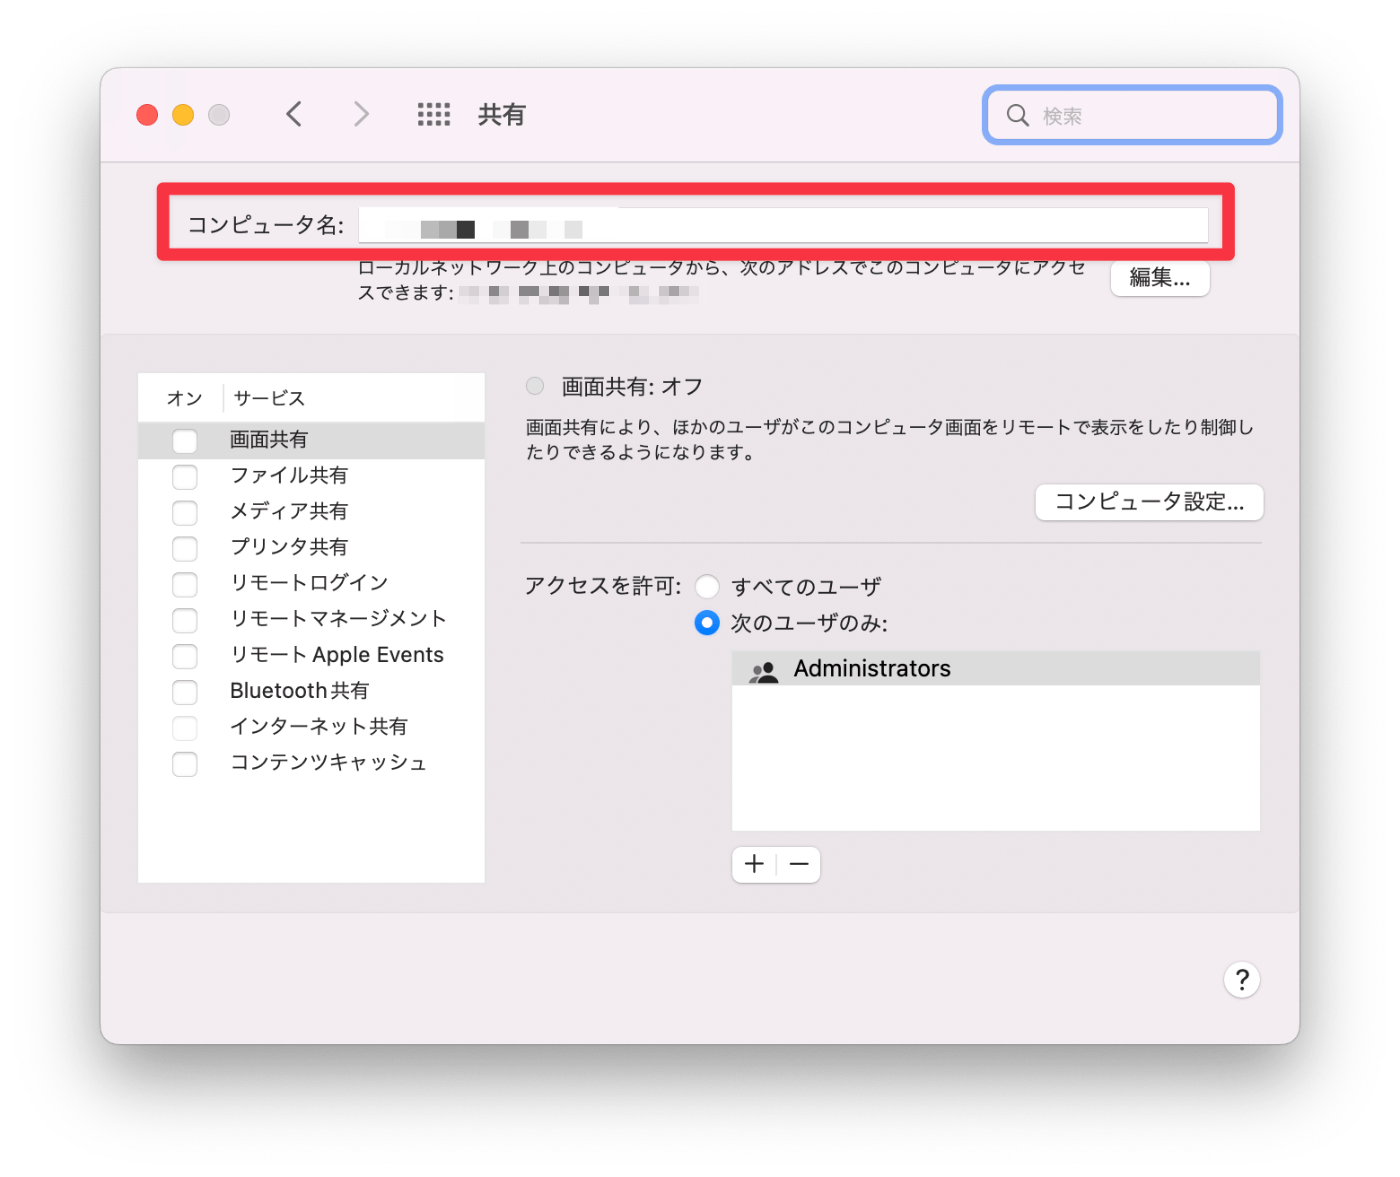 共有
検索
コンピュータ名:
ローカルネットワーク上のコンピュータから、次のアドレスでこのコンピュータにアクセ
スできます:
編集...
オン サービス
画面共有
ファイル共有
メディア共有
プリンタ共有
リモートログイン
リモートマネージメント
リモート Apple Events
Bluetooth共有
インターネット共有
コンテンツキャッシュ
画面共有: オフ
画面共有により、ほかのユーザがこのコンピュータ画面をリモートで表示をしたり制御し
たりできるようになります。
コンピュータ設定...
アクセスを許可: すべてのユーザ
次のユーザのみ:
Administrators
+ −
?